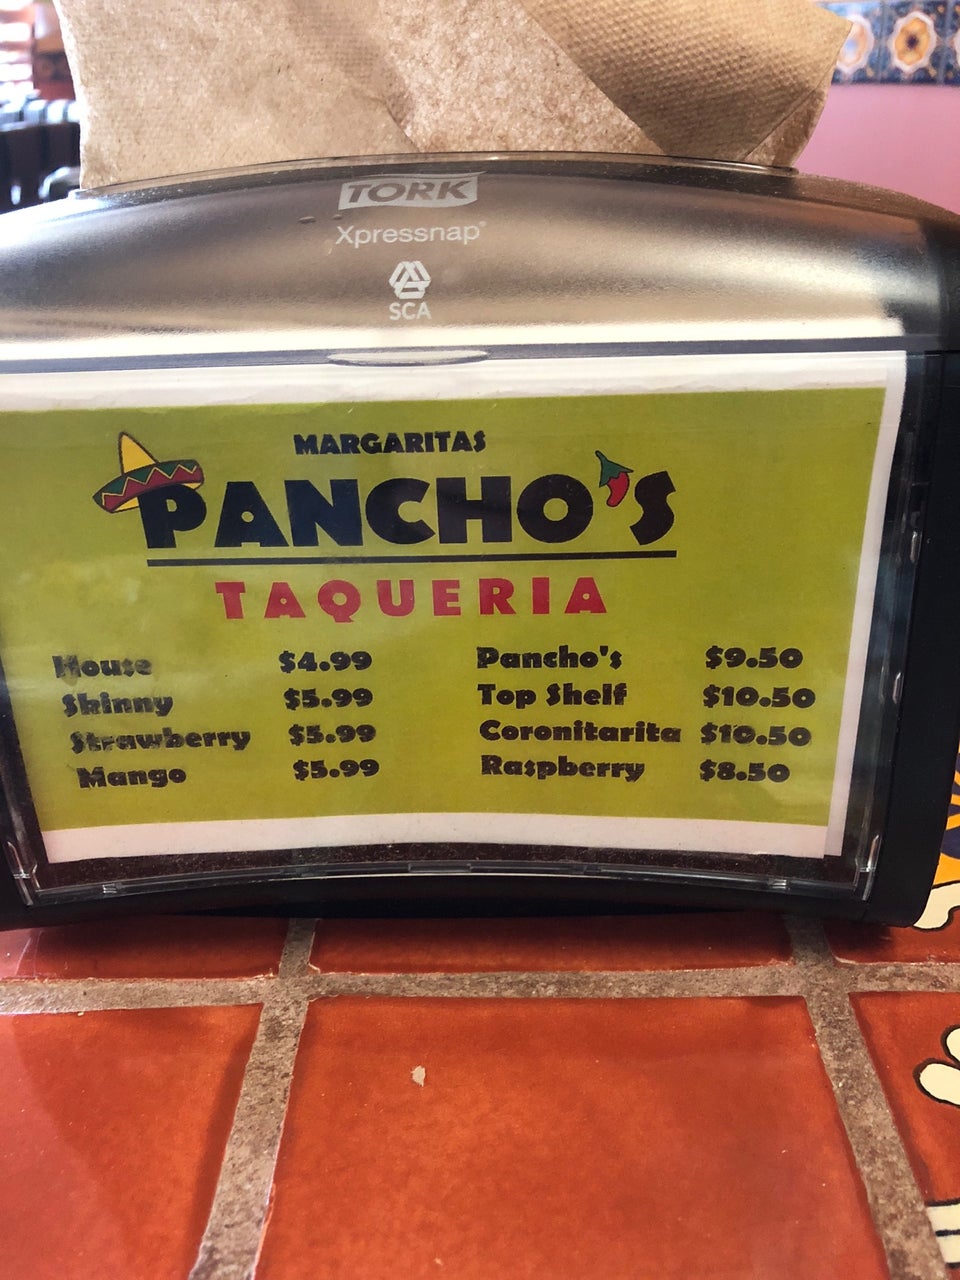 TORK
Xpressnap®
SCA
MARGARITAS
PANCHO'S
TAQUERIA
House $4.99 Pancho's $9.50
Skinny $5.99 Top Shelf $10.50
Strawberry $5.99 Coronitarita $10.50
Mango $5.99 Raspberry $8.50